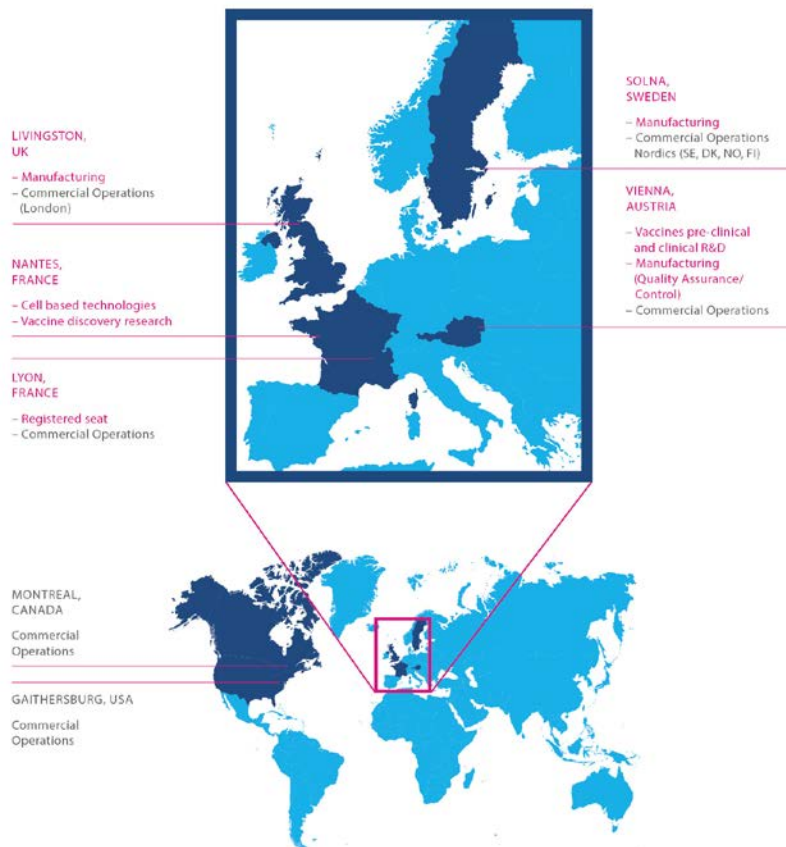 LIVINGSTON,
UK
– Manufacturing
– Commercial Operations
(London)
NANTES,
FRANCE
– Cell based technologies
– Vaccine discovery research
LYON,
FRANCE
– Registered seat
– Commercial Operations
SOLNA,
SWEDEN
– Manufacturing
– Commercial Operations
Nordics (SE, DK, NO, FI)
VIENNA,
AUSTRIA
– Vaccines pre-clinical
and clinical R&D
– Manufacturing
(Quality Assurance/
Control)
– Commercial Operations
MONTREAL,
CANADA
Commercial
Operations
GAITHERSBURG, USA
Commercial
Operations